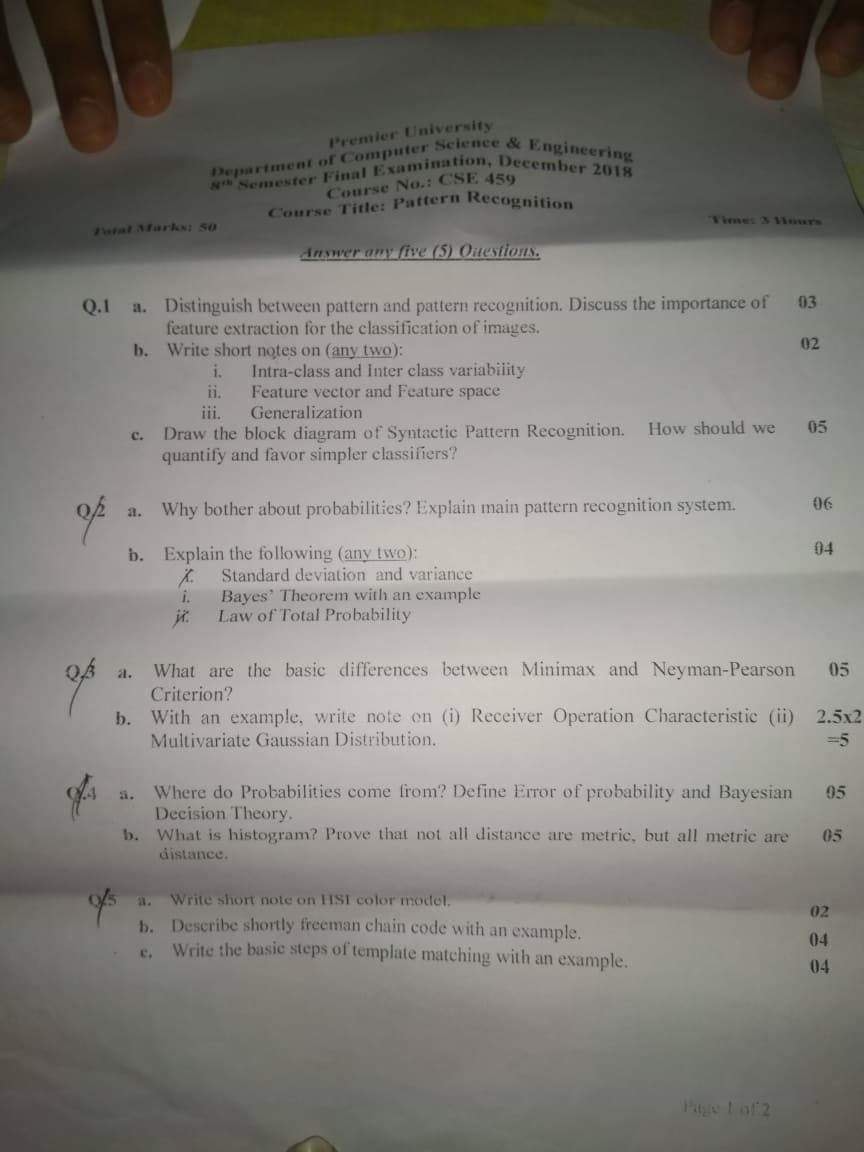 Premier University
Department of Computer Science & Engineering
8th Semester Final Examination, December 2018
Course No.: CSE 459
Course Title: Pattern Recognition
Total Marks: 50 Time: 3 Hours
Answer any five (5) Questions.
Q.1 a. Distinguish between pattern and pattern recognition. Discuss the importance of 03
feature extraction for the classification of images.
b. Write short notes on (any two): 02
i. Intra-class and Inter class variability
ii. Feature vector and Feature space
iii. Generalization
c. Draw the block diagram of Syntactic Pattern Recognition. How should we 05
quantify and favor simpler classifiers?
Q.2 a. Why bother about probabilities? Explain main pattern recognition system. 06
b. Explain the following (any two): 04
i. Standard deviation and variance
i. Bayes' Theorem with an example
ii. Law of Total Probability
Q.3 a. What are the basic differences between Minimax and Neyman-Pearson 05
Criterion?
b. With an example, write note on (i) Receiver Operation Characteristic (ii) 2.5x2
Multivariate Gaussian Distribution. =5
Q.4 a. Where do Probabilities come from? Define Error of probability and Bayesian 05
Decision Theory.
b. What is histogram? Prove that not all distance are metric, but all metric are 05
distance.
Q.5 a. Write short note on HSI color model. 02
b. Describe shortly freeman chain code with an example. 04
c. Write the basic steps of template matching with an example. 04
Page 1 of 2